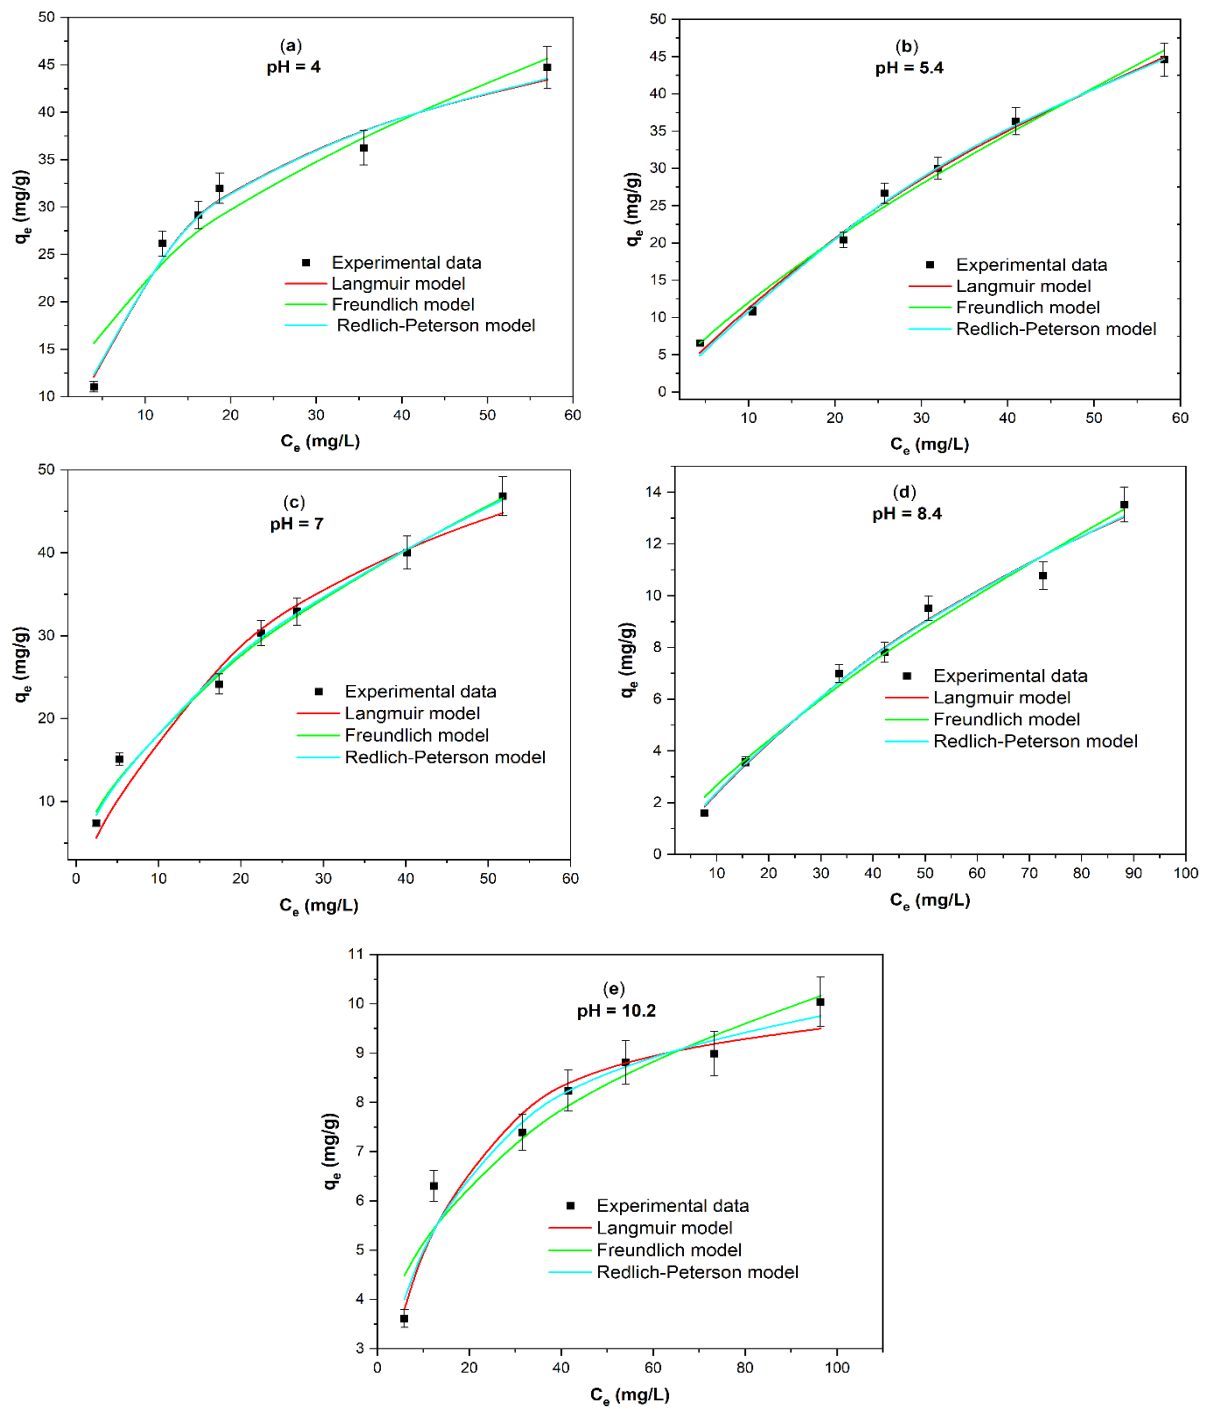 (a)
pH = 4
50
45
40
35
30
25
20
15
10
qe (mg/g)
Experimental data
Langmuir model
Freundlich model
Redlich-Peterson model
10 20 30 40 50 60
Ce (mg/L)
(b)
pH = 5.4
50
45
40
35
30
25
20
15
10
5
0
qe (mg/g)
Experimental data
Langmuir model
Freundlich model
Redlich-Peterson model
10 20 30 40 50 60
Ce (mg/L)
(c)
pH = 7
50
40
30
20
10
qe (mg/g)
Experimental data
Langmuir model
Freundlich model
Redlich-Peterson model
0 10 20 30 40 50 60
Ce (mg/L)
(d)
pH = 8.4
14
12
10
8
6
4
2
0
qe (mg/g)
Experimental data
Langmuir model
Freundlich model
Redlich-Peterson model
10 20 30 40 50 60 70 80 90 100
Ce (mg/L)
(e)
pH = 10.2
11
10
9
8
7
6
5
4
3
qe (mg/g)
Experimental data
Langmuir model
Freundlich model
Redlich-Peterson model
0 20 40 60 80 100
Ce (mg/L)